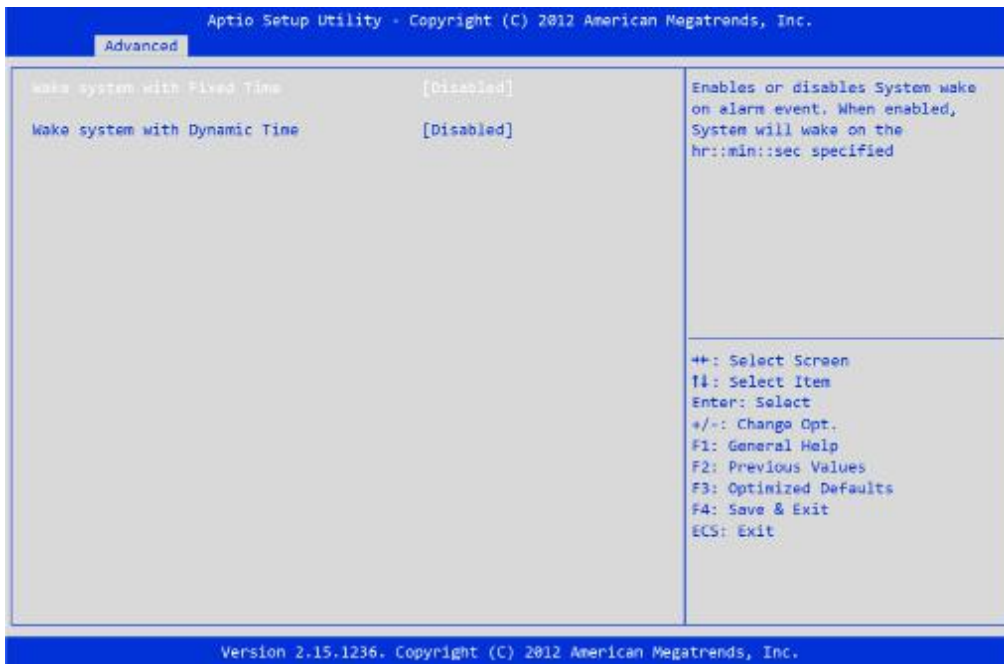 Aptio Setup Utility - Copyright (C) 2012 American Megatrends, Inc.
Advanced
Wake system with Fixed Time [Disabled]
Wake system with Dynamic Time [Disabled]
Enables or disables System wake
on alarm event. When enabled,
System will wake on the
hr::min::sec specified
→←: Select Screen
↑↓: Select Item
Enter: Select
+/-: Change Opt.
F1: General Help
F2: Previous Values
F3: Optimized Defaults
F4: Save & Exit
ECS: Exit
Version 2.15.1236. Copyright (C) 2012 American Megatrends, Inc.